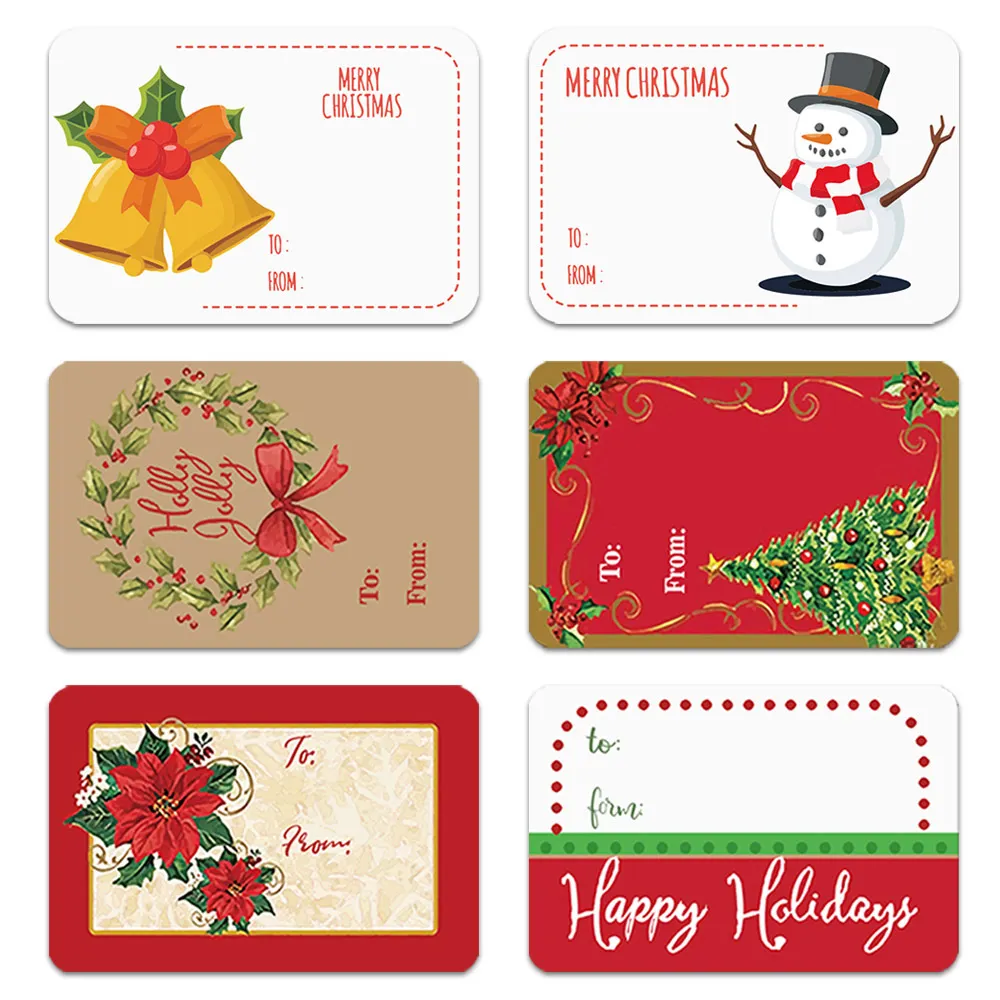 MERRY
CHRISTMAS
TO :
FROM :
MERRY CHRISTMAS
TO :
FROM :
Holly
Jolly
To:
From:
To:
From:
To:
From:
to:
form:
Happy Holidays